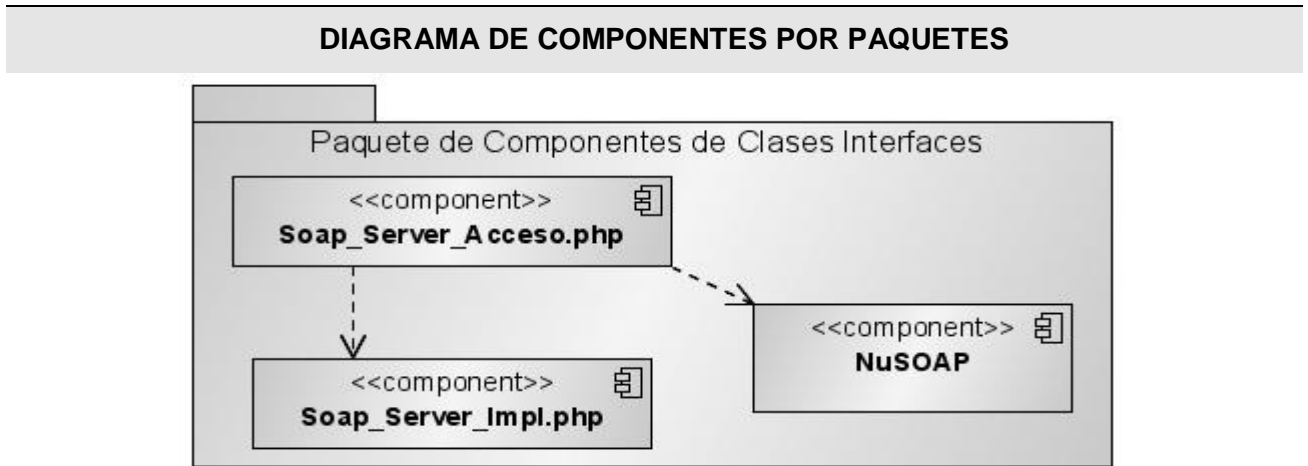 DIAGRAMA DE COMPONENTES POR PAQUETES
Paquete de Componentes de Clases Interfaces
<<component>>
Soap_Server_Acceso.php
<<component>>
NuSOAP
<<component>>
Soap_Server_Impl.php